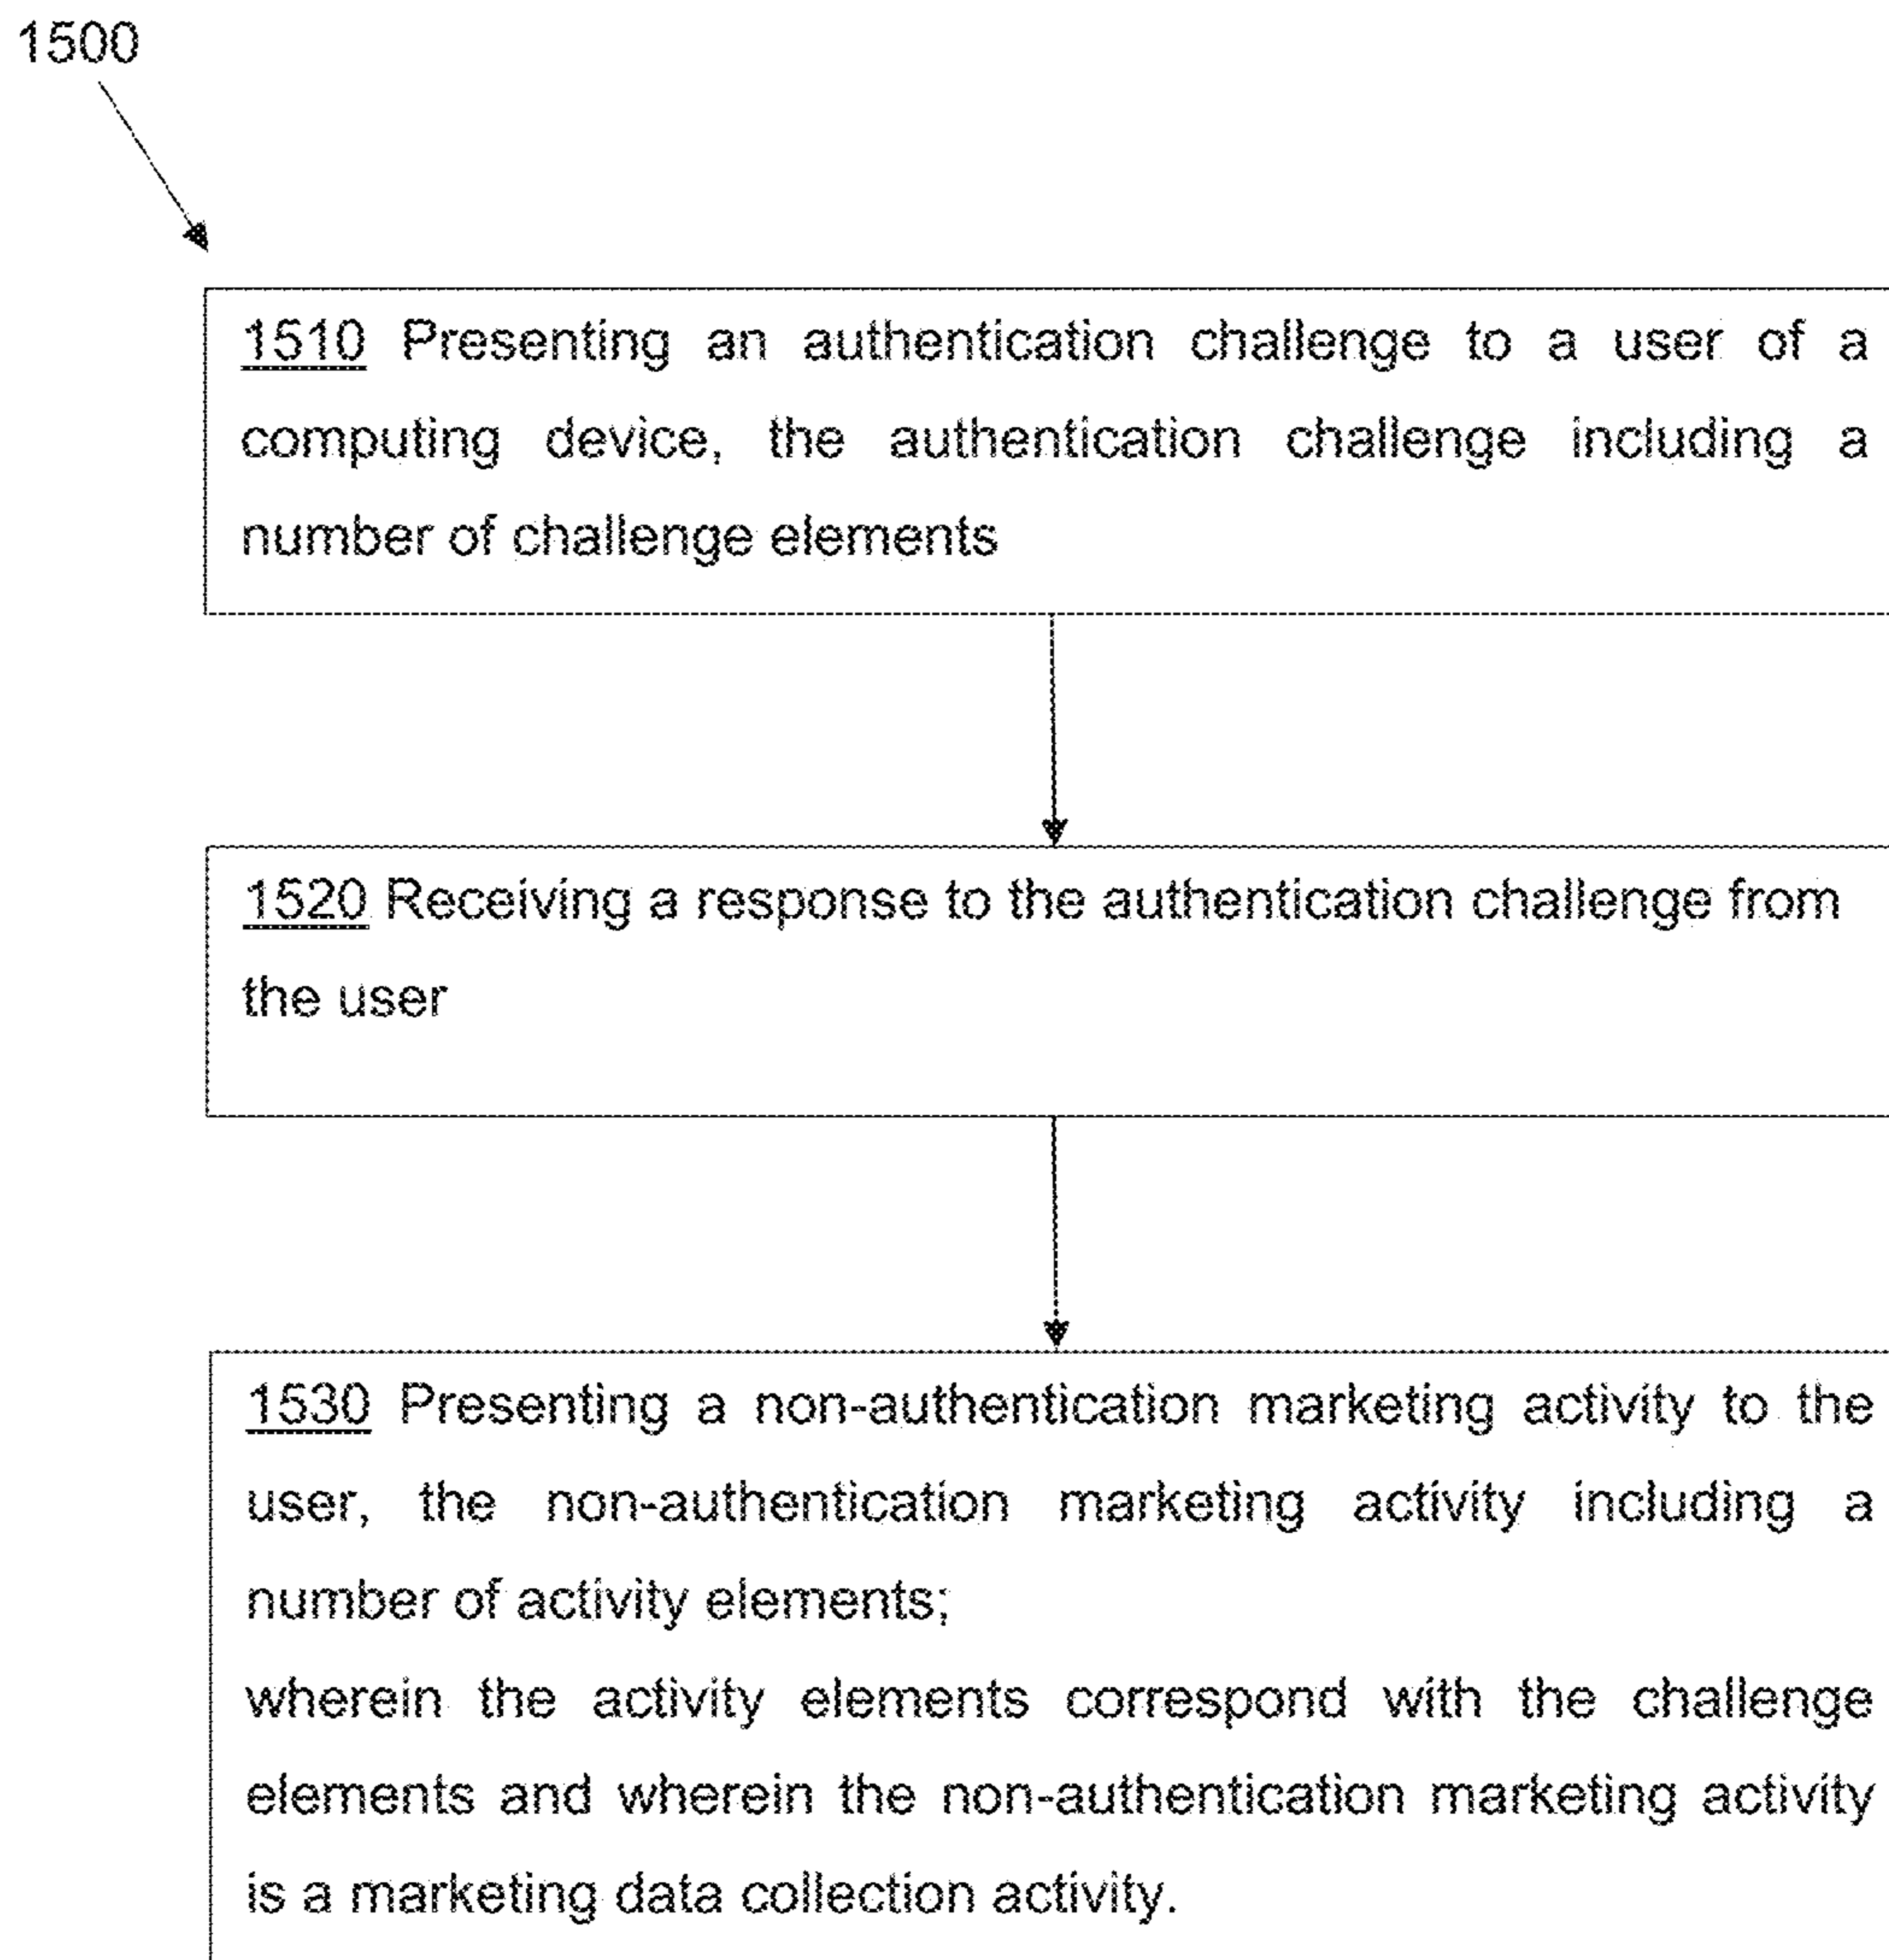 1500
1510 Presenting an authentication challenge to a user of a
computing device, the authentication challenge including a
number of challenge elements
1520 Receiving a response to the authentication challenge from
the user
1530 Presenting a non-authentication marketing activity to the
user, the non-authentication marketing activity including a
number of activity elements;
wherein the activity elements correspond with the challenge
elements and wherein the non-authentication marketing activity
is a marketing data collection activity.